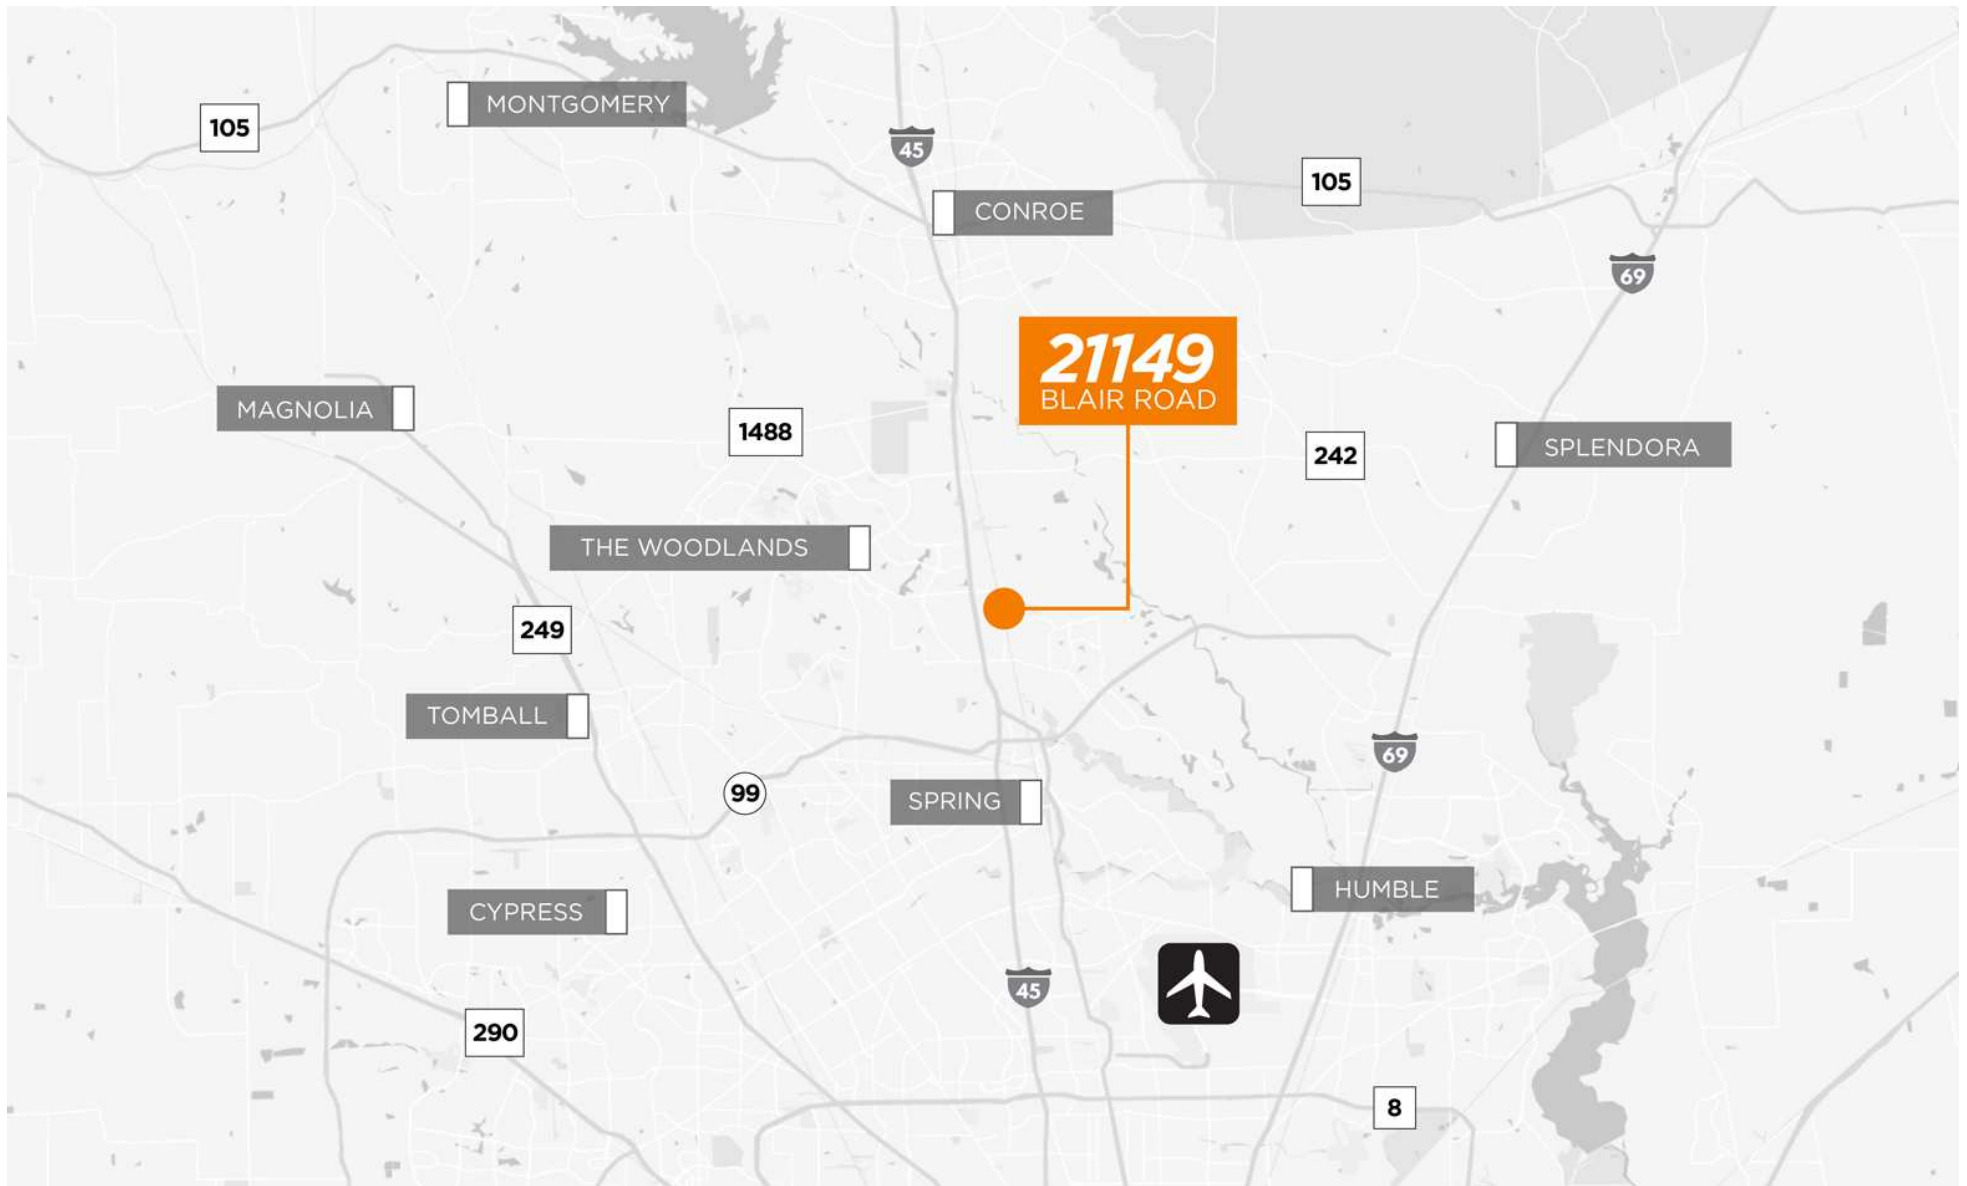 MONTGOMERY
105
45
CONROE
105
69
21149
BLAIR ROAD
MAGNOLIA
1488
242
SPLENDORA
THE WOODLANDS
249
TOMBALL
69
99
SPRING
HUMBLE
CYPRESS
45
290
8